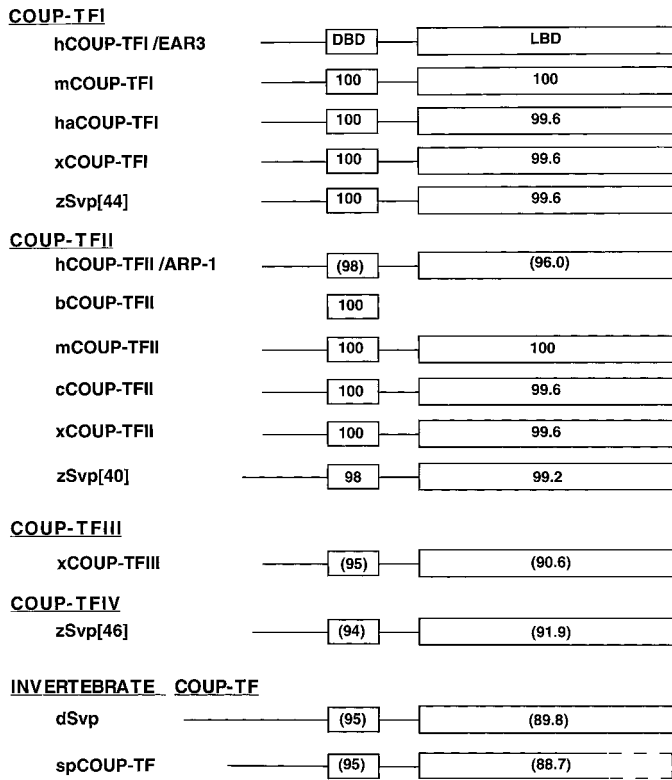 COUP-TFI
hCOUP-TFI /EAR3 DBD LBD
mCOUP-TFI 100 100
haCOUP-TFI 100 99.6
xCOUP-TFI 100 99.6
zSvp[44] 100 99.6
COUP-TFII
hCOUP-TFII /ARP-1 (98) (96.0)
bCOUP-TFII 100
mCOUP-TFII 100 100
cCOUP-TFII 100 99.6
xCOUP-TFII 100 99.6
zSvp[40] 98 99.2
COUP-TFIII
xCOUP-TFIII (95) (90.6)
COUP-TFIV
zSvp[46] (94) (91.9)
INVERTEBRATE COUP-TF
dSvp (95) (89.8)
spCOUP-TF (95) (88.7)